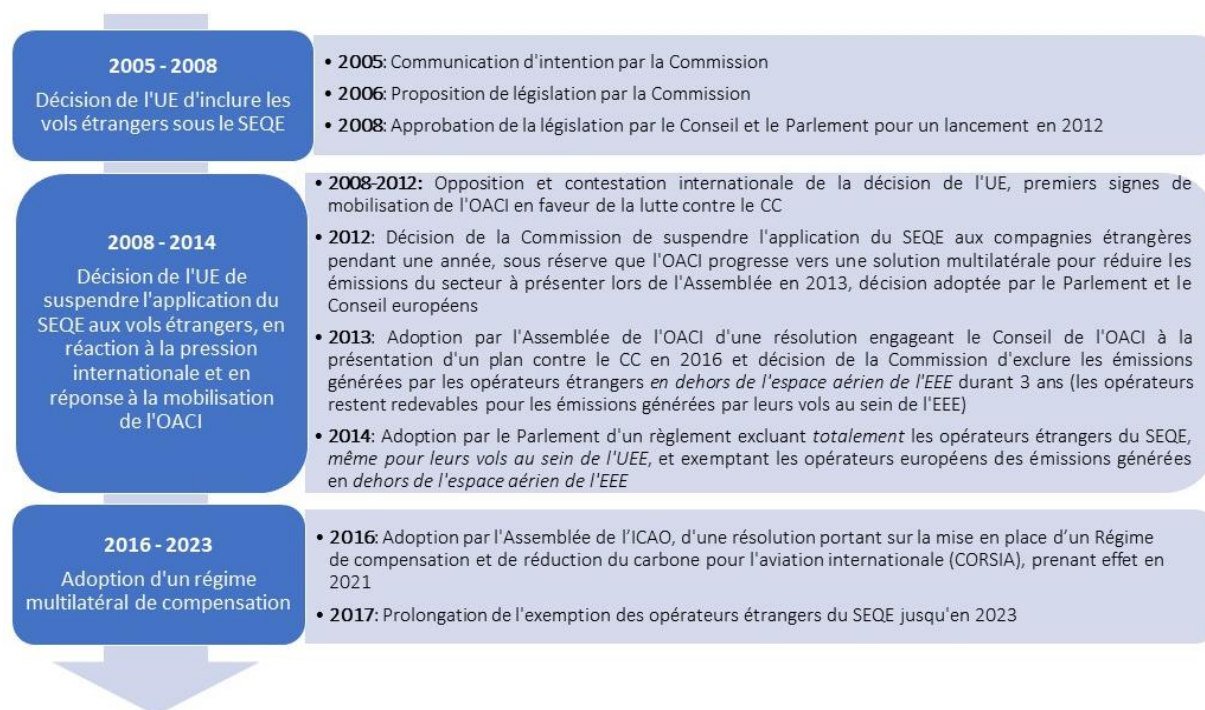 2005 - 2008
Décision de l'UE d'inclure les
vols étrangers sous le SEQE
• 2005: Communication d'intention par la Commission
• 2006: Proposition de législation par la Commission
• 2008: Approbation de la législation par le Conseil et le Parlement pour un lancement en 2012
2008 - 2014
Décision de l'UE de
suspendre l'application du
SEQE aux vols étrangers, en
réaction à la pression
internationale et en
réponse à la mobilisation
de l'OACI
• 2008-2012: Opposition et contestation internationale de la décision de l'UE, premiers signes de
mobilisation de l'OACI en faveur de la lutte contre le CC
• 2012: Décision de la Commission de suspendre l'application du SEQE aux compagnies étrangères
pendant une année, sous réserve que l'OACI progresse vers une solution multilatérale pour réduire les
émissions du secteur à présenter lors de l'Assemblée en 2013, décision adoptée par le Parlement et le
Conseil européens
• 2013: Adoption par l'Assemblée de l'OACI d'une résolution engageant le Conseil de l'OACI à la
présentation d'un plan contre le CC en 2016 et décision de la Commission d'exclure les émissions
générées par les opérateurs étrangers en dehors de l'espace aérien de l'EEE durant 3 ans (les opérateurs
restent redevables pour les émissions générées par leurs vols au sein de l'EEE)
• 2014: Adoption par le Parlement d'un règlement excluant totalement les opérateurs étrangers du SEQE,
même pour leurs vols au sein de l'UEE, et exemptant les opérateurs européens des émissions générées
en dehors de l'espace aérien de l'EEE
2016 - 2023
Adoption d'un régime
multilatéral de compensation
• 2016: Adoption par l'Assemblée de l’ICAO, d'une résolution portant sur la mise en place d’un Régime
de compensation et de réduction du carbone pour l'aviation internationale (CORSIA), prenant effet en
2021
• 2017: Prolongation de l'exemption des opérateurs étrangers du SEQE jusqu'en 2023